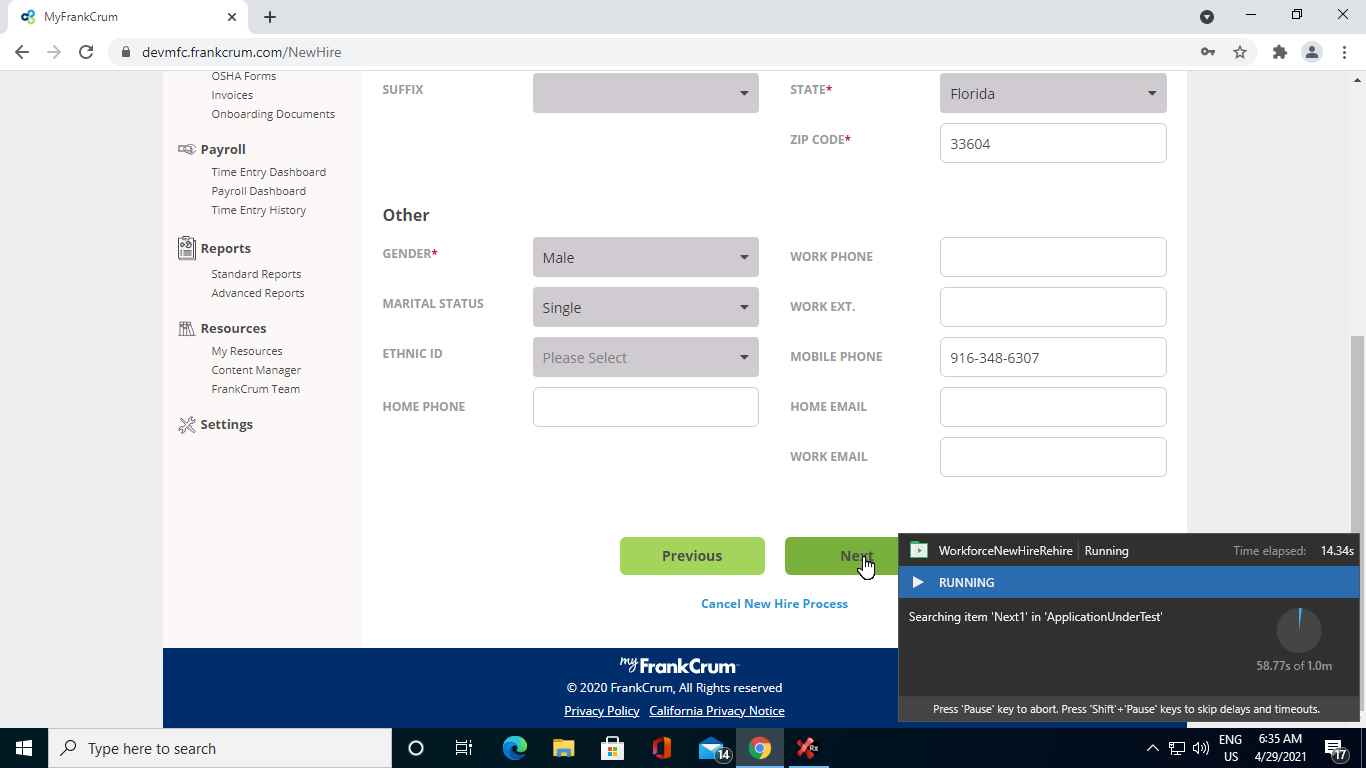 MyFrankCrum
devmfc.frankcrum.com/NewHire
OSHA Forms
Invoices
Onboarding Documents
Payroll
Time Entry Dashboard
Payroll Dashboard
Time Entry History
Reports
Standard Reports
Advanced Reports
Resources
My Resources
Content Manager
FrankCrum Team
Settings
SUFFIX
STATE*
Florida
ZIP CODE*
33604
Other
GENDER*
Male
WORK PHONE
MARITAL STATUS
Single
WORK EXT.
ETHNIC ID
Please Select
MOBILE PHONE
916-348-6307
HOME PHONE
HOME EMAIL
WORK EMAIL
Previous
Next
Cancel New Hire Process
my FrankCrum
© 2020 FrankCrum, All Rights reserved
Privacy Policy California Privacy Notice
WorkforceNewHireRehire Running Time elapsed: 14.34s
RUNNING
Searching item 'Next1' in 'ApplicationUnderTest'
58.77s of 1.0m
Press 'Pause' key to abort. Press 'Shift'+'Pause' keys to skip delays and timeouts.
Type here to search
14
Rx
ENG
US
6:35 AM
4/29/2021
17